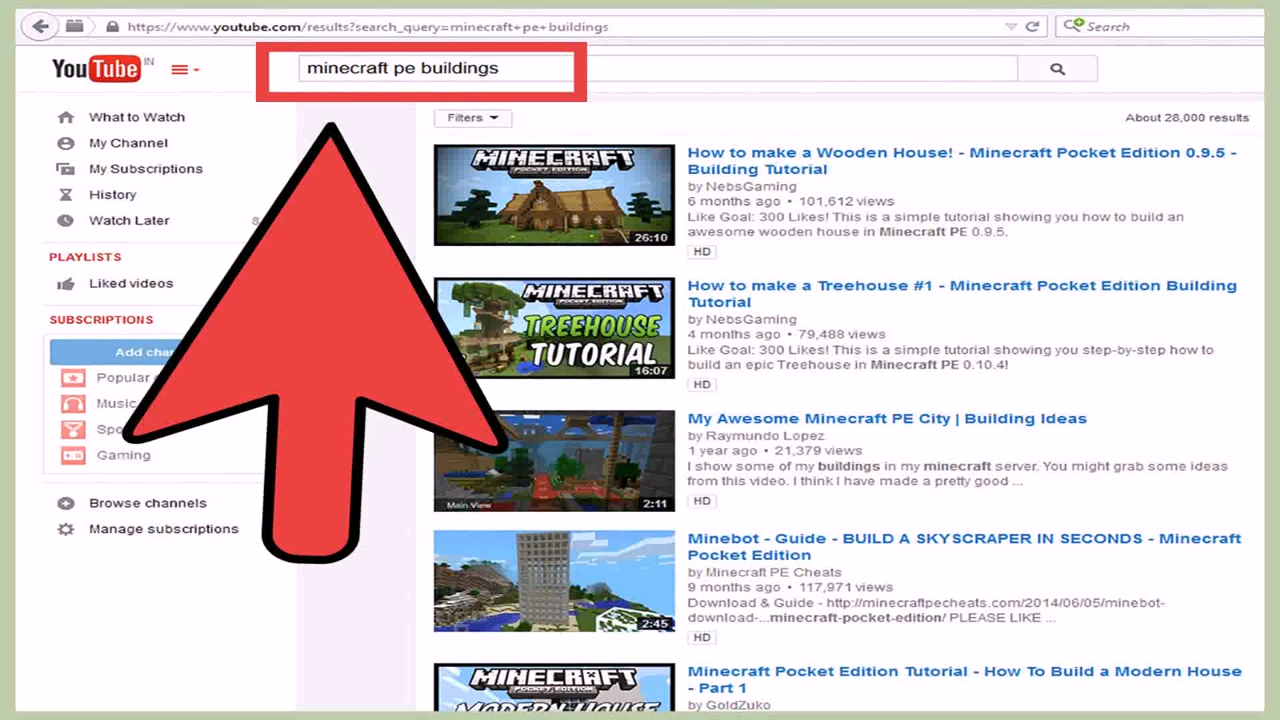 https://www.youtube.com/results?search_query=minecraft+pe+buildings
Search
YouTube IN
minecraft pe buildings
What to Watch
My Channel
My Subscriptions
History
Watch Later
PLAYLISTS
Liked videos
SUBSCRIPTIONS
Add cha
Popular
Music
Spo
Gaming
Browse channels
Manage subscriptions
Filters
About 28,000 results
MINECRAFT
POCKET EDITION
26:10
How to make a Wooden House! - Minecraft Pocket Edition 0.9.5 -
Building Tutorial
by NebsGaming
6 months ago • 101,612 views
Like Goal: 300 Likes! This is a simple tutorial showing you how to build an
awesome wooden house in Minecraft PE 0.9.5.
HD
MINECRAFT
POCKET EDITION
TREEHOUSE
TUTORIAL
16:07
How to make a Treehouse #1 - Minecraft Pocket Edition Building
Tutorial
by NebsGaming
4 months ago • 79,488 views
Like Goal: 300 Likes! This is a simple tutorial showing you step-by-step how to
build an epic Treehouse in Minecraft PE 0.10.4!
HD
Main View
2:11
My Awesome Minecraft PE City | Building Ideas
by Raymundo Lopez
1 year ago • 21,379 views
I show some of my buildings in my minecraft server. You might grab some ideas
from this video. I think I have made a pretty good ...
HD
2:45
Minebot - Guide - BUILD A SKYSCRAPER IN SECONDS - Minecraft
Pocket Edition
by Minecraft PE Cheats
9 months ago • 117,971 views
Download & Guide - http://minecraftpecheats.com/2014/06/05/minebot-
download-...minecraft-pocket-edition/ PLEASE LIKE ...
HD
MINECRAFT
POCKET EDITION
MODERN HOUSE
Minecraft Pocket Edition Tutorial - How To Build a Modern House
- Part 1
by GoldZuko